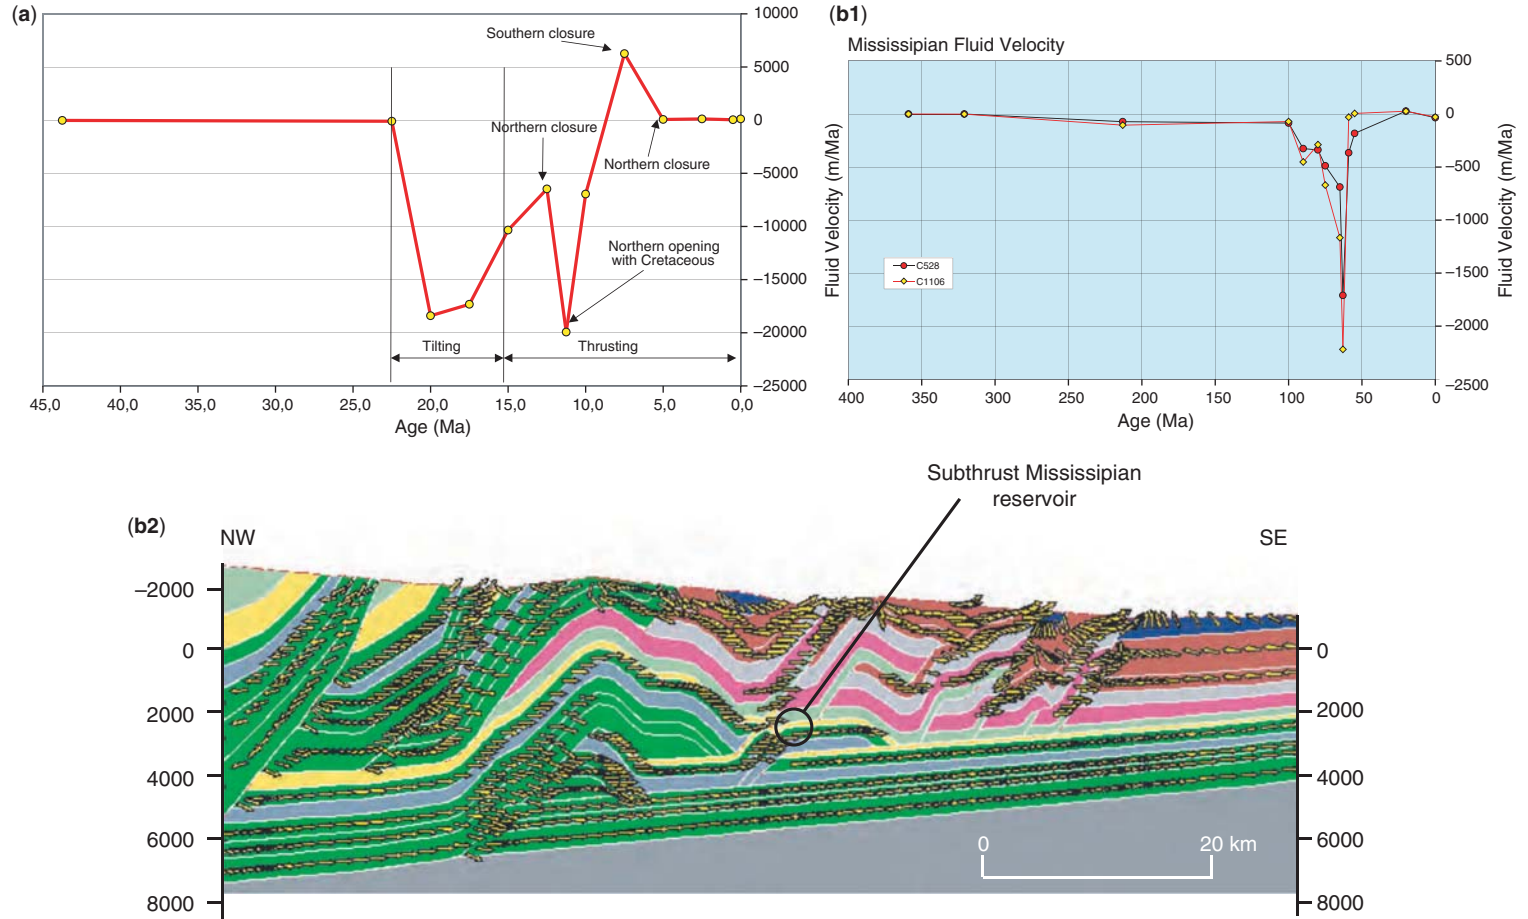 (a)
10000
5000
0
–5000
–10000
–15000
–20000
–25000
Southern closure
Northern closure
Northern closure
Northern opening
with Cretaceous
Tilting
Thrusting
45,0
40,0
35,0
30,0
25,0
20,0
15,0
10,0
5,0
0,0
Age (Ma)
(b1)
Mississipian Fluid Velocity
Fluid Velocity (m/Ma)
500
0
–500
–1000
–1500
–2000
–2500
Fluid Velocity (m/Ma)
C528
C1106
400
350
300
250
200
150
100
50
0
Age (Ma)
Subthrust Mississipian
reservoir
(b2)
NW
SE
–2000
0
2000
4000
6000
8000
0
2000
4000
6000
8000
0
20 km